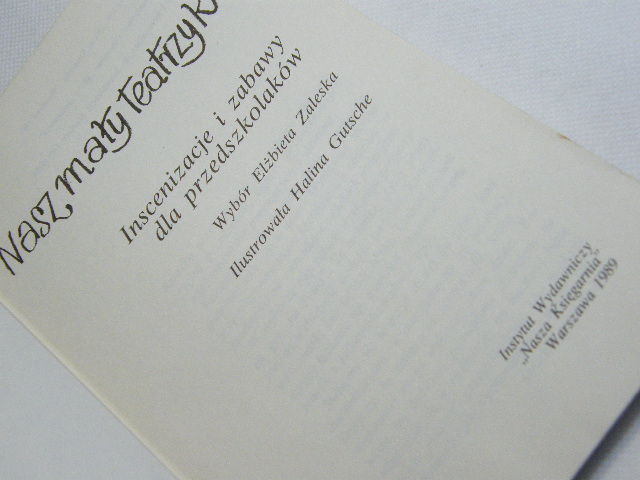 Nasz mały teatrzyk
Inscenizacje i zabawy
dla przedszkolaków
Wybór Elżbieta Zaleska
Ilustrowała Halina Gutsche
Instytut Wydawniczy
„Nasza Księgarnia"
Warszawa 1989